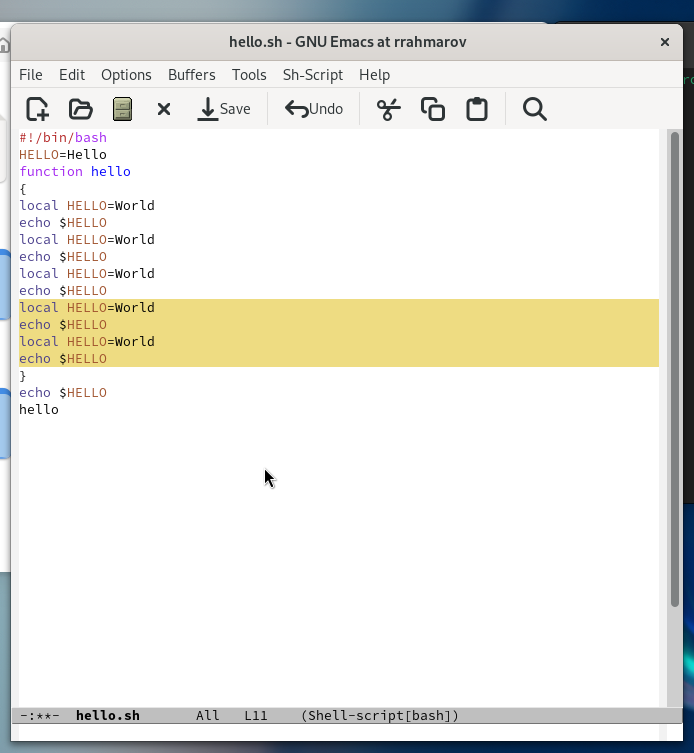 hello.sh - GNU Emacs at rrahmarov
File Edit Options Buffers Tools Sh-Script Help
Save Undo
#!/bin/bash
HELLO=Hello
function hello
{
local HELLO=World
echo $HELLO
local HELLO=World
echo $HELLO
local HELLO=World
echo $HELLO
local HELLO=World
echo $HELLO
local HELLO=World
echo $HELLO
}
echo $HELLO
hello
-:**- hello.sh All L11 (Shell-script[bash])